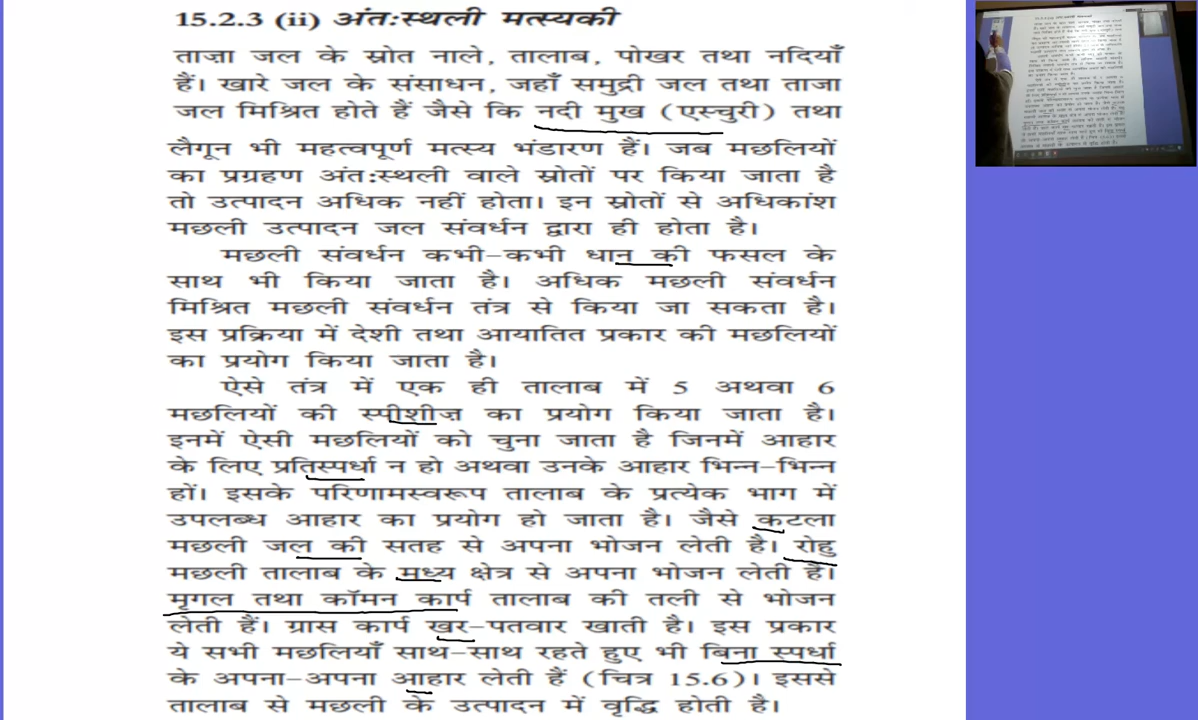 15.2.3 (ii) अंतःस्थली मत्स्यकी
ताज़ा जल के स्रोत नाले, तालाब, पोखर तथा नदियाँ
हैं। खारे जल के संसाधन, जहाँ समुद्री जल तथा ताजा
जल मिश्रित होते हैं जैसे कि नदी मुख (एस्चुरी) तथा
लैगून भी महत्वपूर्ण मत्स्य भंडारण हैं। जब मछलियों
का प्रग्रहण अंतःस्थली वाले स्रोतों पर किया जाता है
तो उत्पादन अधिक नहीं होता। इन स्रोतों से अधिकांश
मछली उत्पादन जल संवर्धन द्वारा ही होता है।
मछली संवर्धन कभी-कभी धान की फसल के
साथ भी किया जाता है। अधिक मछली संवर्धन
मिश्रित मछली संवर्धन तंत्र से किया जा सकता है।
इस प्रक्रिया में देशी तथा आयातित प्रकार की मछलियों
का प्रयोग किया जाता है।
ऐसे तंत्र में एक ही तालाब में 5 अथवा 6
मछलियों की स्पीशीज़ का प्रयोग किया जाता है।
इनमें ऐसी मछलियों को चुना जाता है जिनमें आहार
के लिए प्रतिस्पर्धा न हो अथवा उनके आहार भिन्न-भिन्न
हों। इसके परिणामस्वरूप तालाब के प्रत्येक भाग में
उपलब्ध आहार का प्रयोग हो जाता है। जैसे कटला
मछली जल की सतह से अपना भोजन लेती है। रोहु
मछली तालाब के मध्य क्षेत्र से अपना भोजन लेती है।
मृगल तथा कॉमन कार्प तालाब की तली से भोजन
लेती हैं। ग्रास कार्प खर-पतवार खाती है। इस प्रकार
ये सभी मछलियाँ साथ-साथ रहते हुए भी बिना स्पर्धा
के अपना-अपना आहार लेती हैं (चित्र 15.6)। इससे
तालाब से मछली के उत्पादन में वृद्धि होती है।